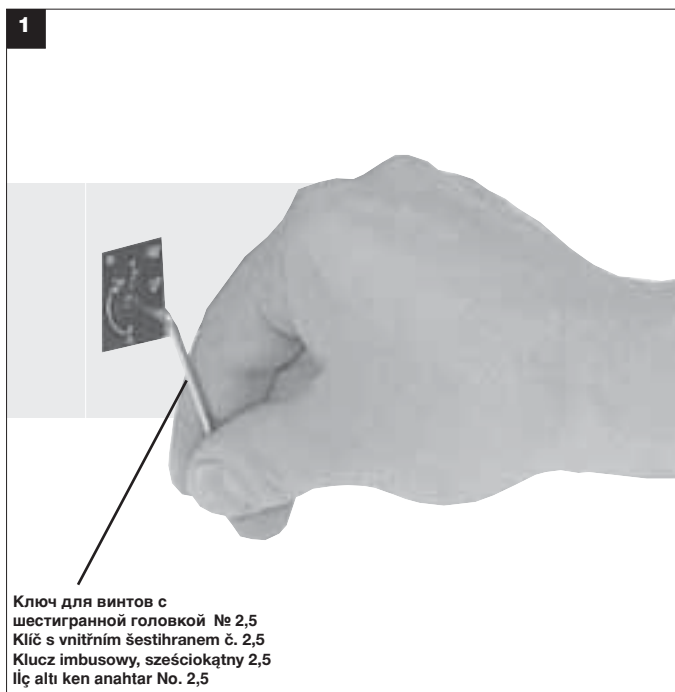 1
Ключ для винтов с
шестигранной головкой № 2,5
Klíč s vnitřním šestihranem č. 2,5
Klucz imbusowy, sześciokątny 2,5
Iİç altı ken anahtar No. 2,5